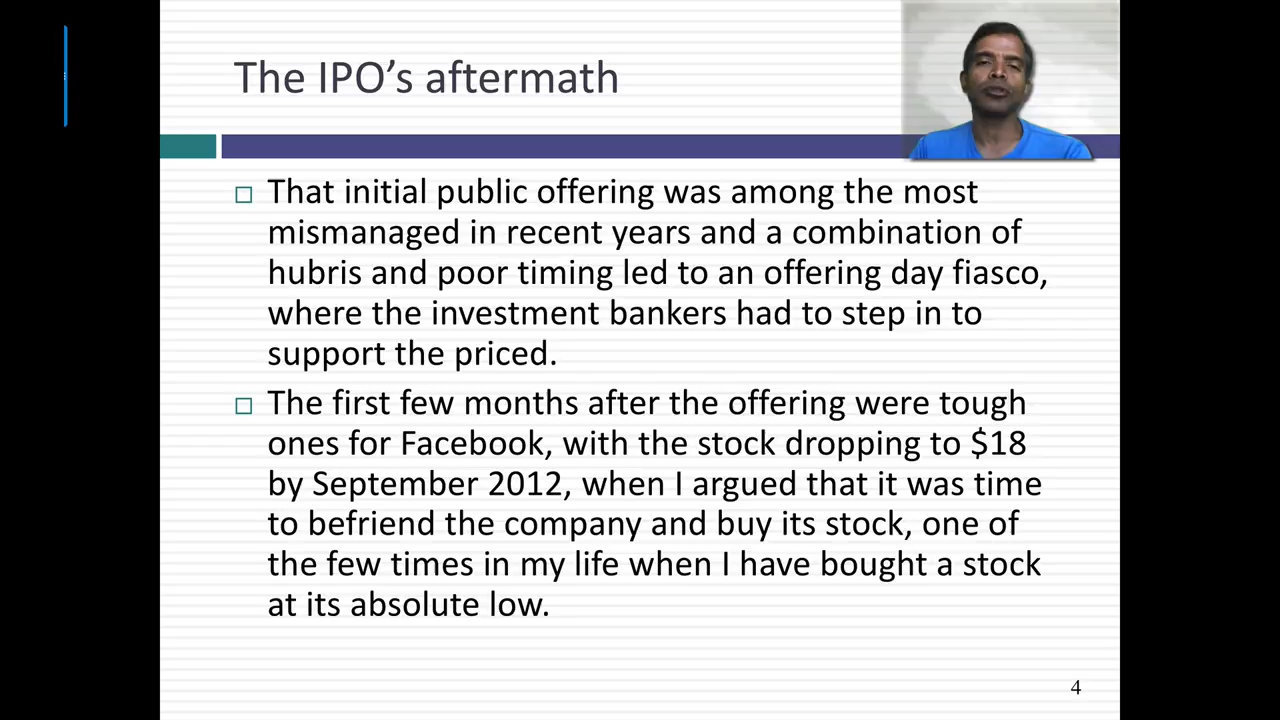 The IPO’s aftermath
That initial public offering was among the most
mismanaged in recent years and a combination of
hubris and poor timing led to an offering day fiasco,
where the investment bankers had to step in to
support the priced.
The first few months after the offering were tough
ones for Facebook, with the stock dropping to $18
by September 2012, when I argued that it was time
to befriend the company and buy its stock, one of
the few times in my life when I have bought a stock
at its absolute low.
4